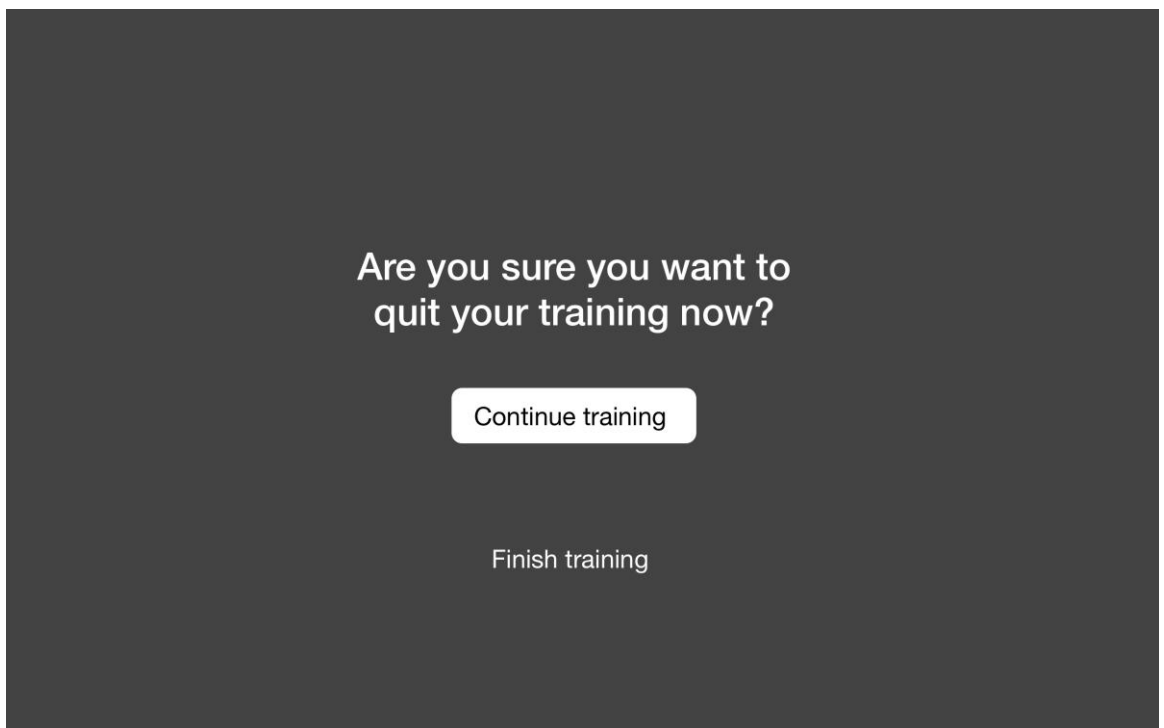 Are you sure you want to
quit your training now?
Continue training
Finish training